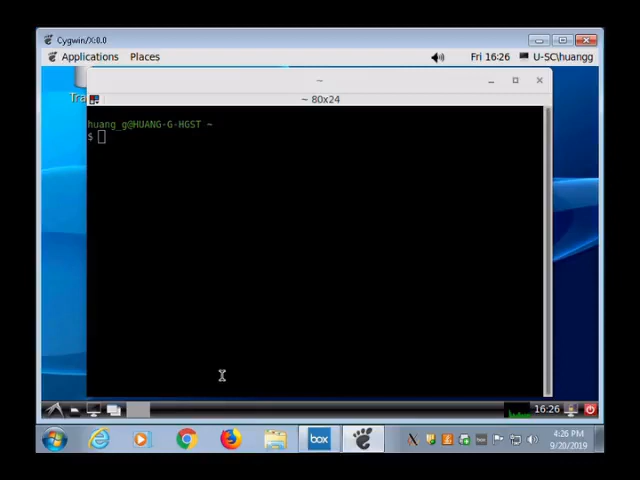 Cygwin/X:0.0
Applications Places Fri 16:26 U-SC\huangg
~
~ 80x24
huang_g@HUANG-G-HGST ~
$
16:26
box
4:26 PM
9/20/2019